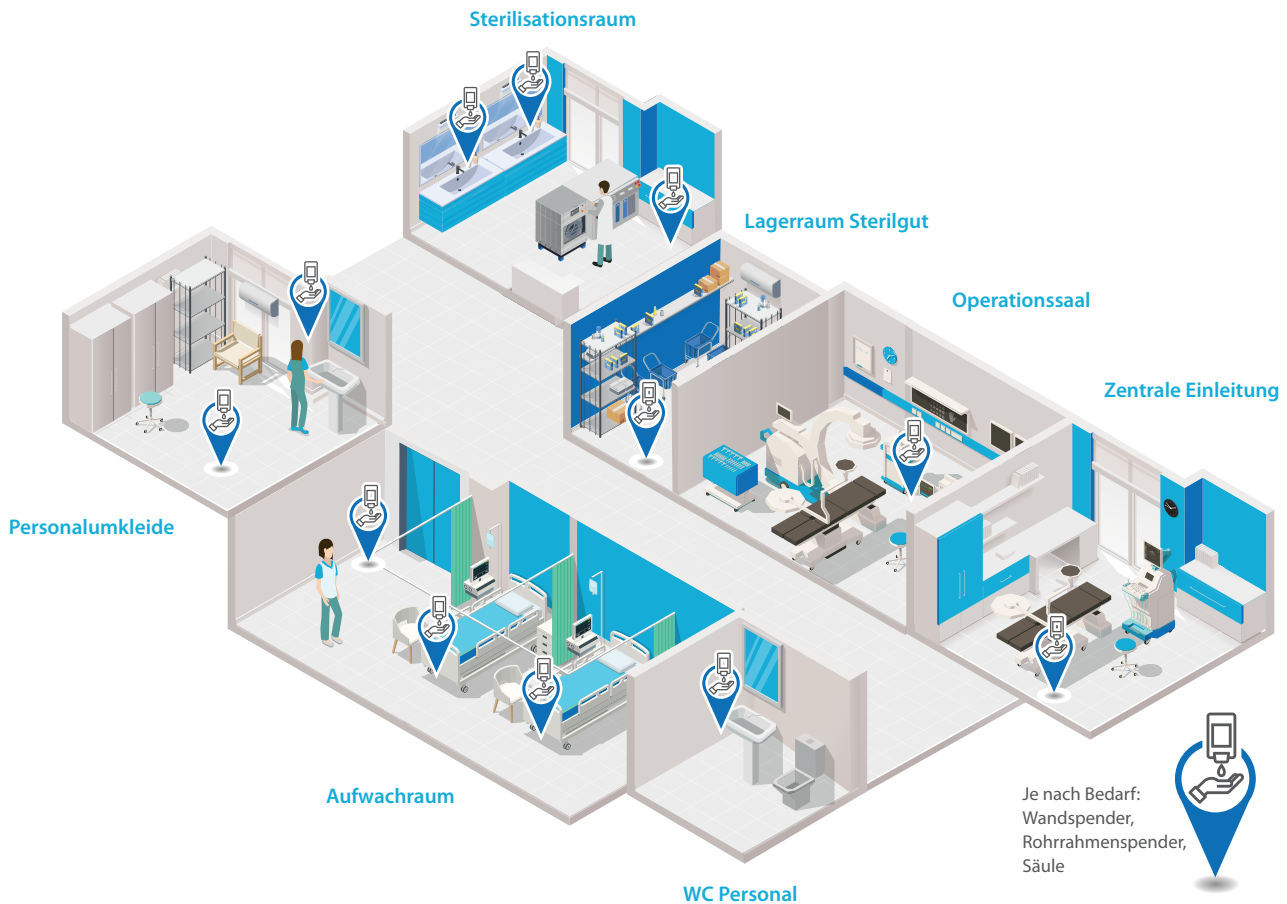 Sterilisationsraum
Lagerraum Sterilgut
Operationssaal
Zentrale Einleitung
Personalumkleide
Aufwachraum
WC Personal
Je nach Bedarf:
Wandspender,
Rohrrahmenspender,
Säule